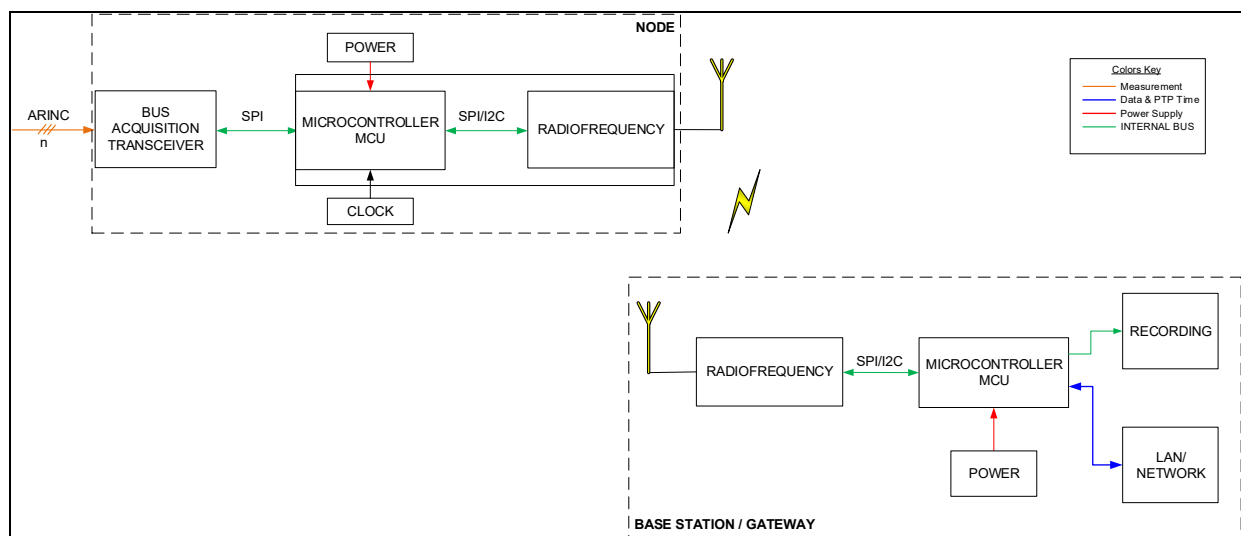 NODE
POWER
ARINC
n
BUS
ACQUISITION
TRANSCEIVER
SPI
MICROCONTROLLER
MCU
SPI/I2C
RADIOFREQUENCY
CLOCK
Colors Key
Measurement
Data & PTP Time
Power Supply
INTERNAL BUS
RADIOFREQUENCY
SPI/I2C
MICROCONTROLLER
MCU
RECORDING
POWER
LAN/
NETWORK
BASE STATION / GATEWAY